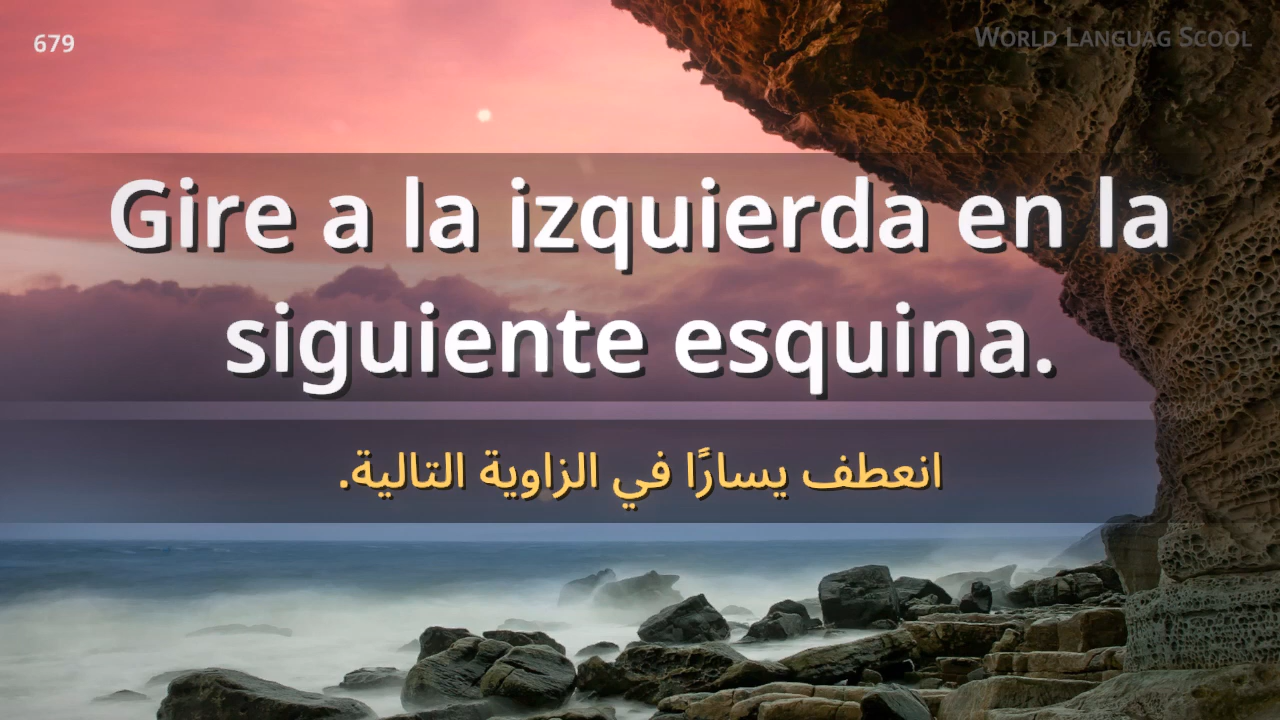 679
World Languag Scool
Gire a la izquierda en la
siguiente esquina.
انعطف يسارًا في الزاوية التالية.